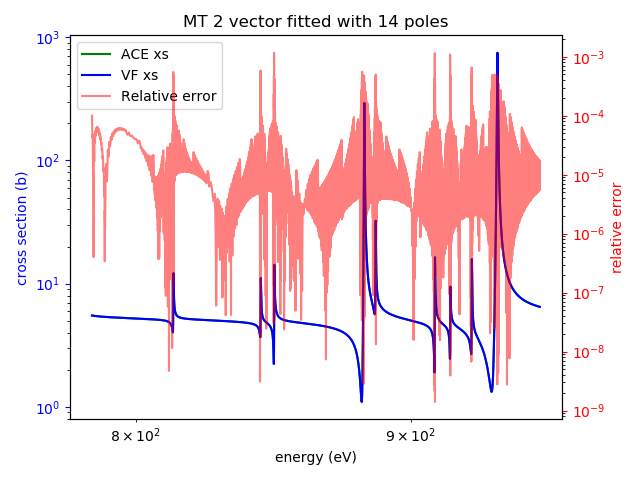 MT 2 vector fitted with 14 poles
ACE xs
VF xs
Relative error
cross section (b)
10³
10²
10¹
10⁰
relative error
10⁻³
10⁻⁴
10⁻⁵
10⁻⁶
10⁻⁷
10⁻⁸
10⁻⁹
8 × 10²
9 × 10²
energy (eV)